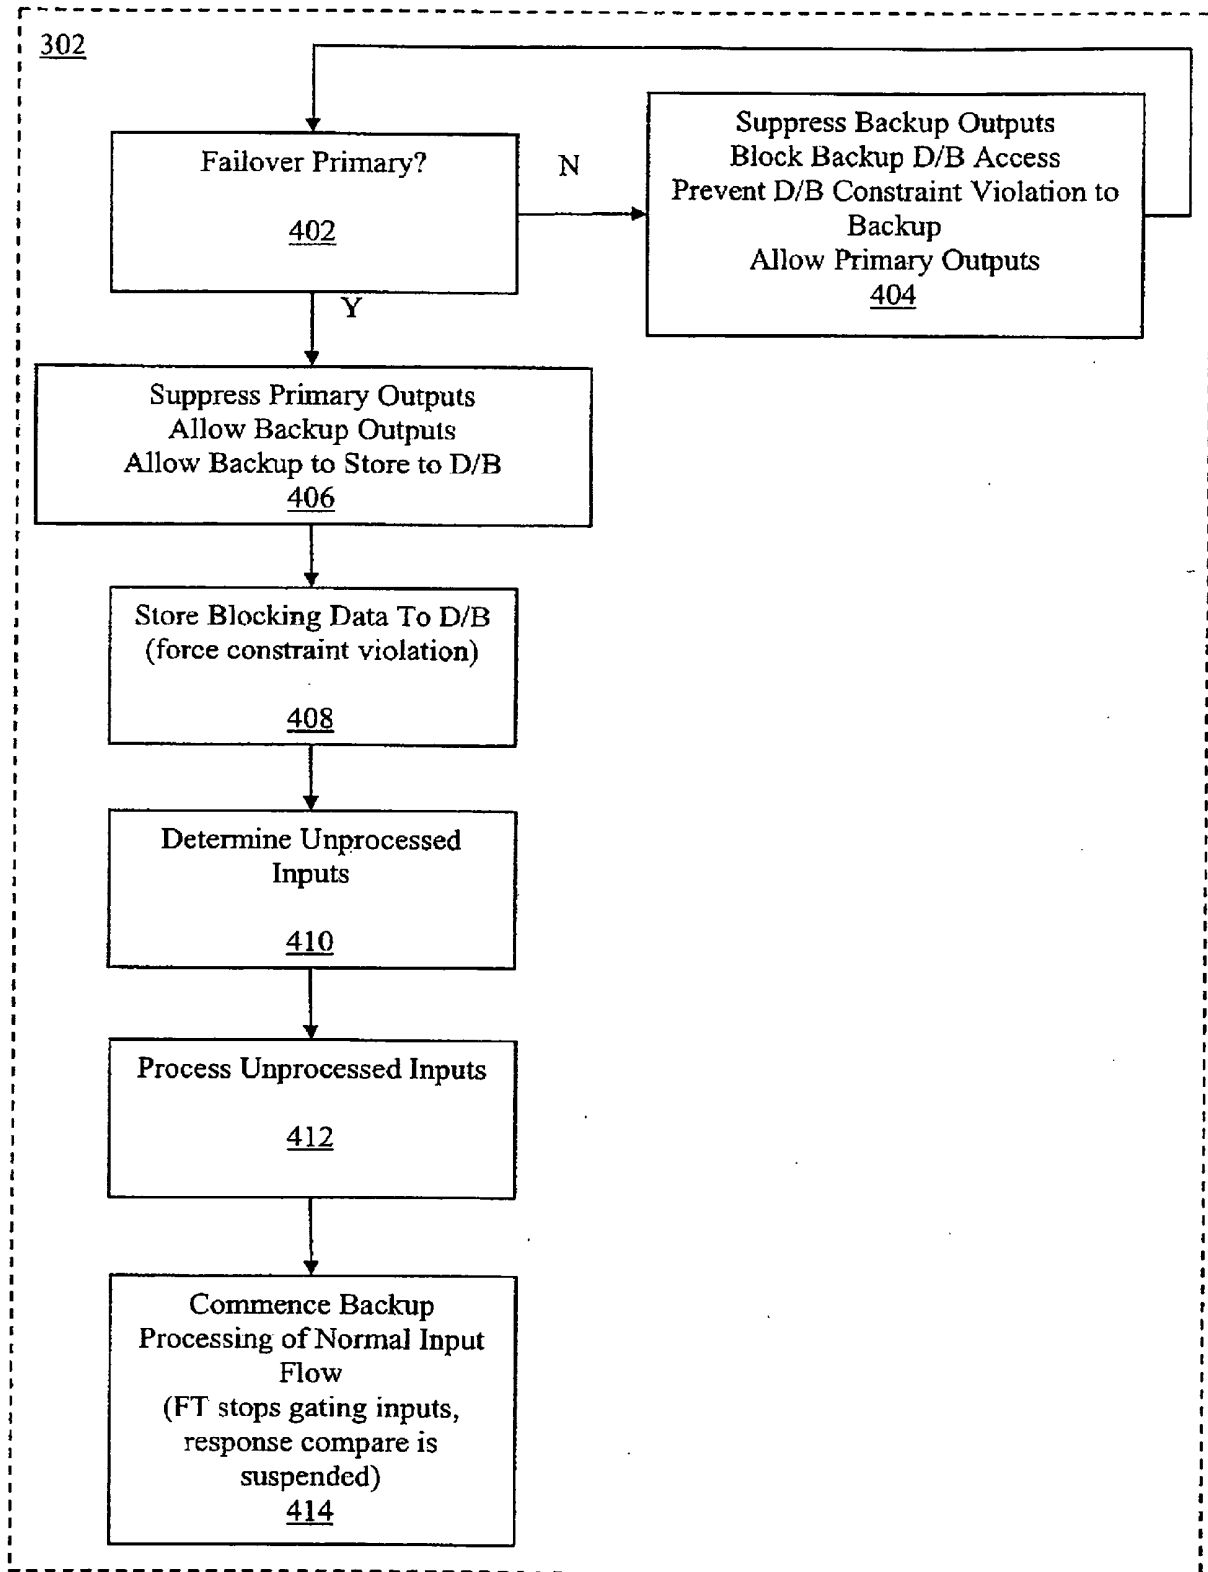 302
Failover Primary?
402
N
Suppress Backup Outputs
Block Backup D/B Access
Prevent D/B Constraint Violation to
Backup
Allow Primary Outputs
404
Y
Suppress Primary Outputs
Allow Backup Outputs
Allow Backup to Store to D/B
406
Store Blocking Data To D/B
(force constraint violation)
408
Determine Unprocessed
Inputs
410
Process Unprocessed Inputs
412
Commence Backup
Processing of Normal Input
Flow
(FT stops gating inputs,
response compare is
suspended)
414